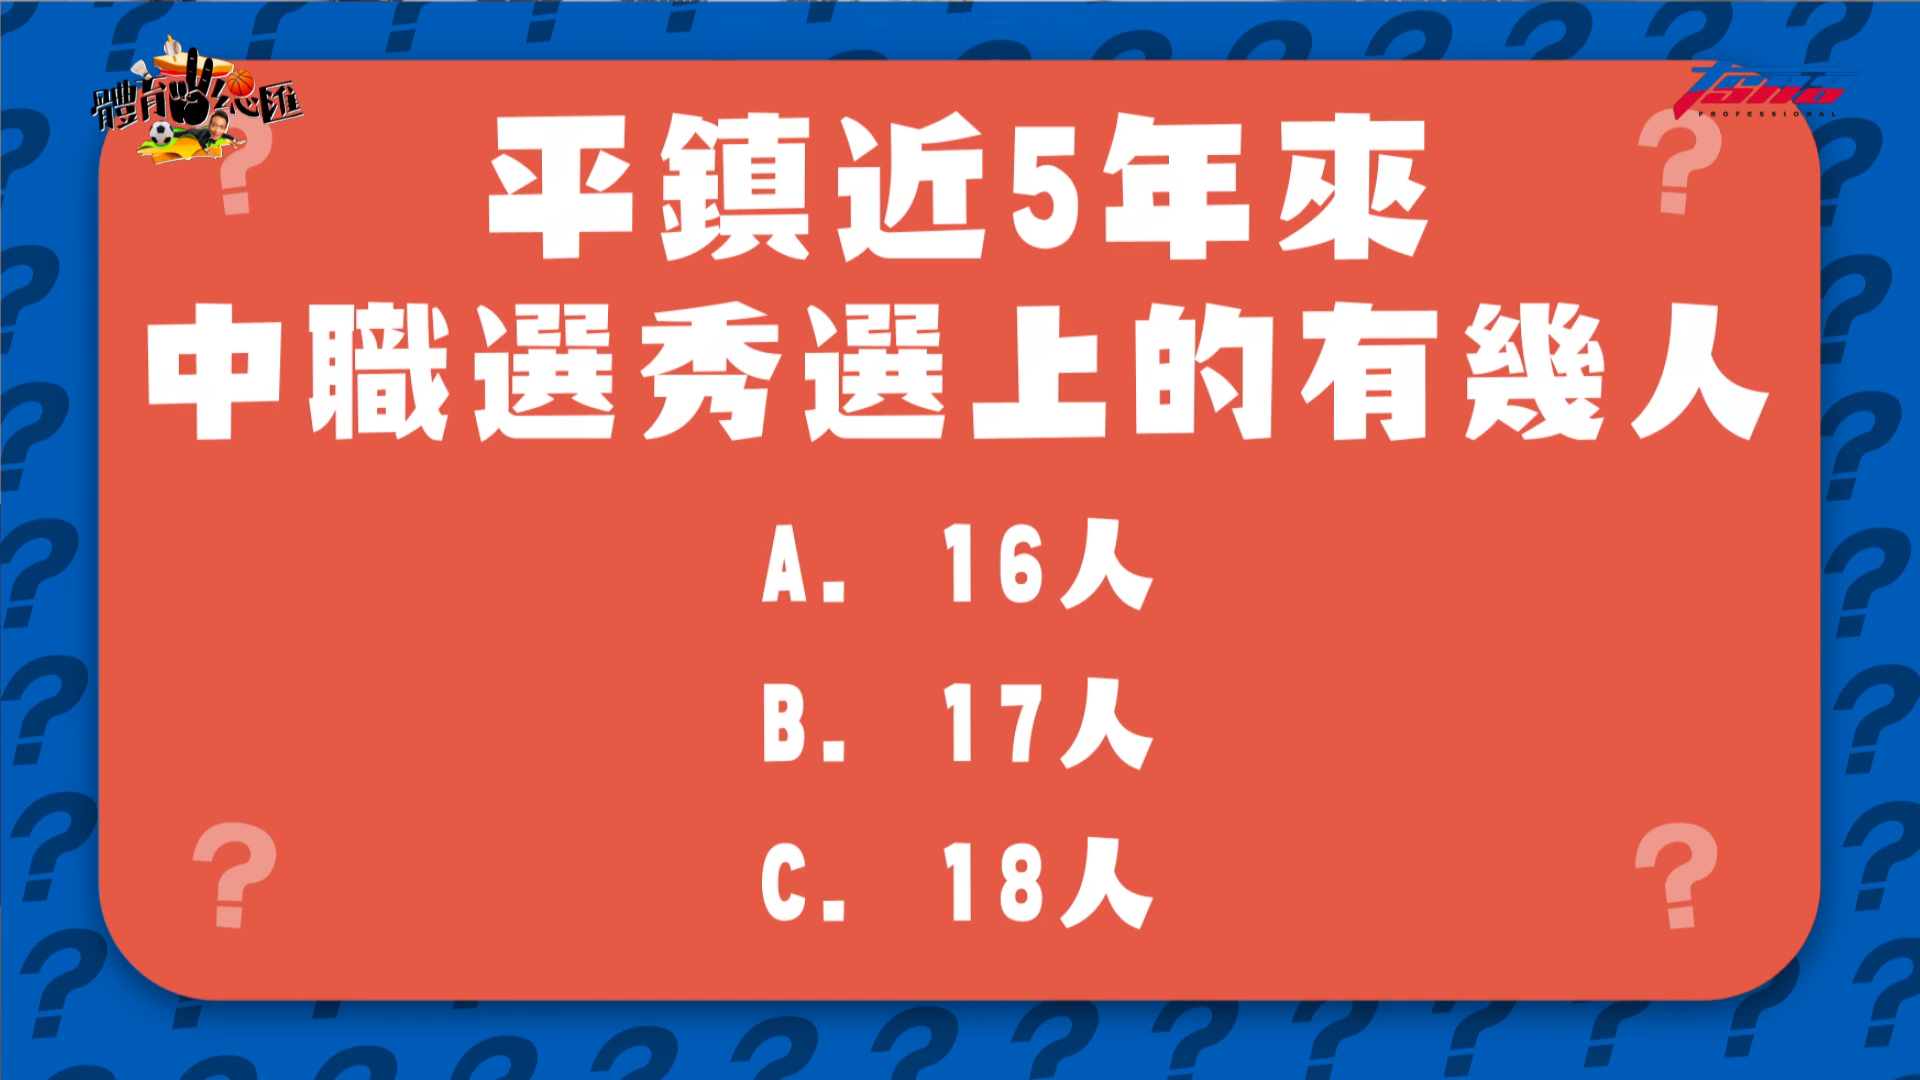 體育總匯
PROFESSIONAL
平鎮近5年來
中職選秀選上的有幾人
A. 16人
B. 17人
C. 18人